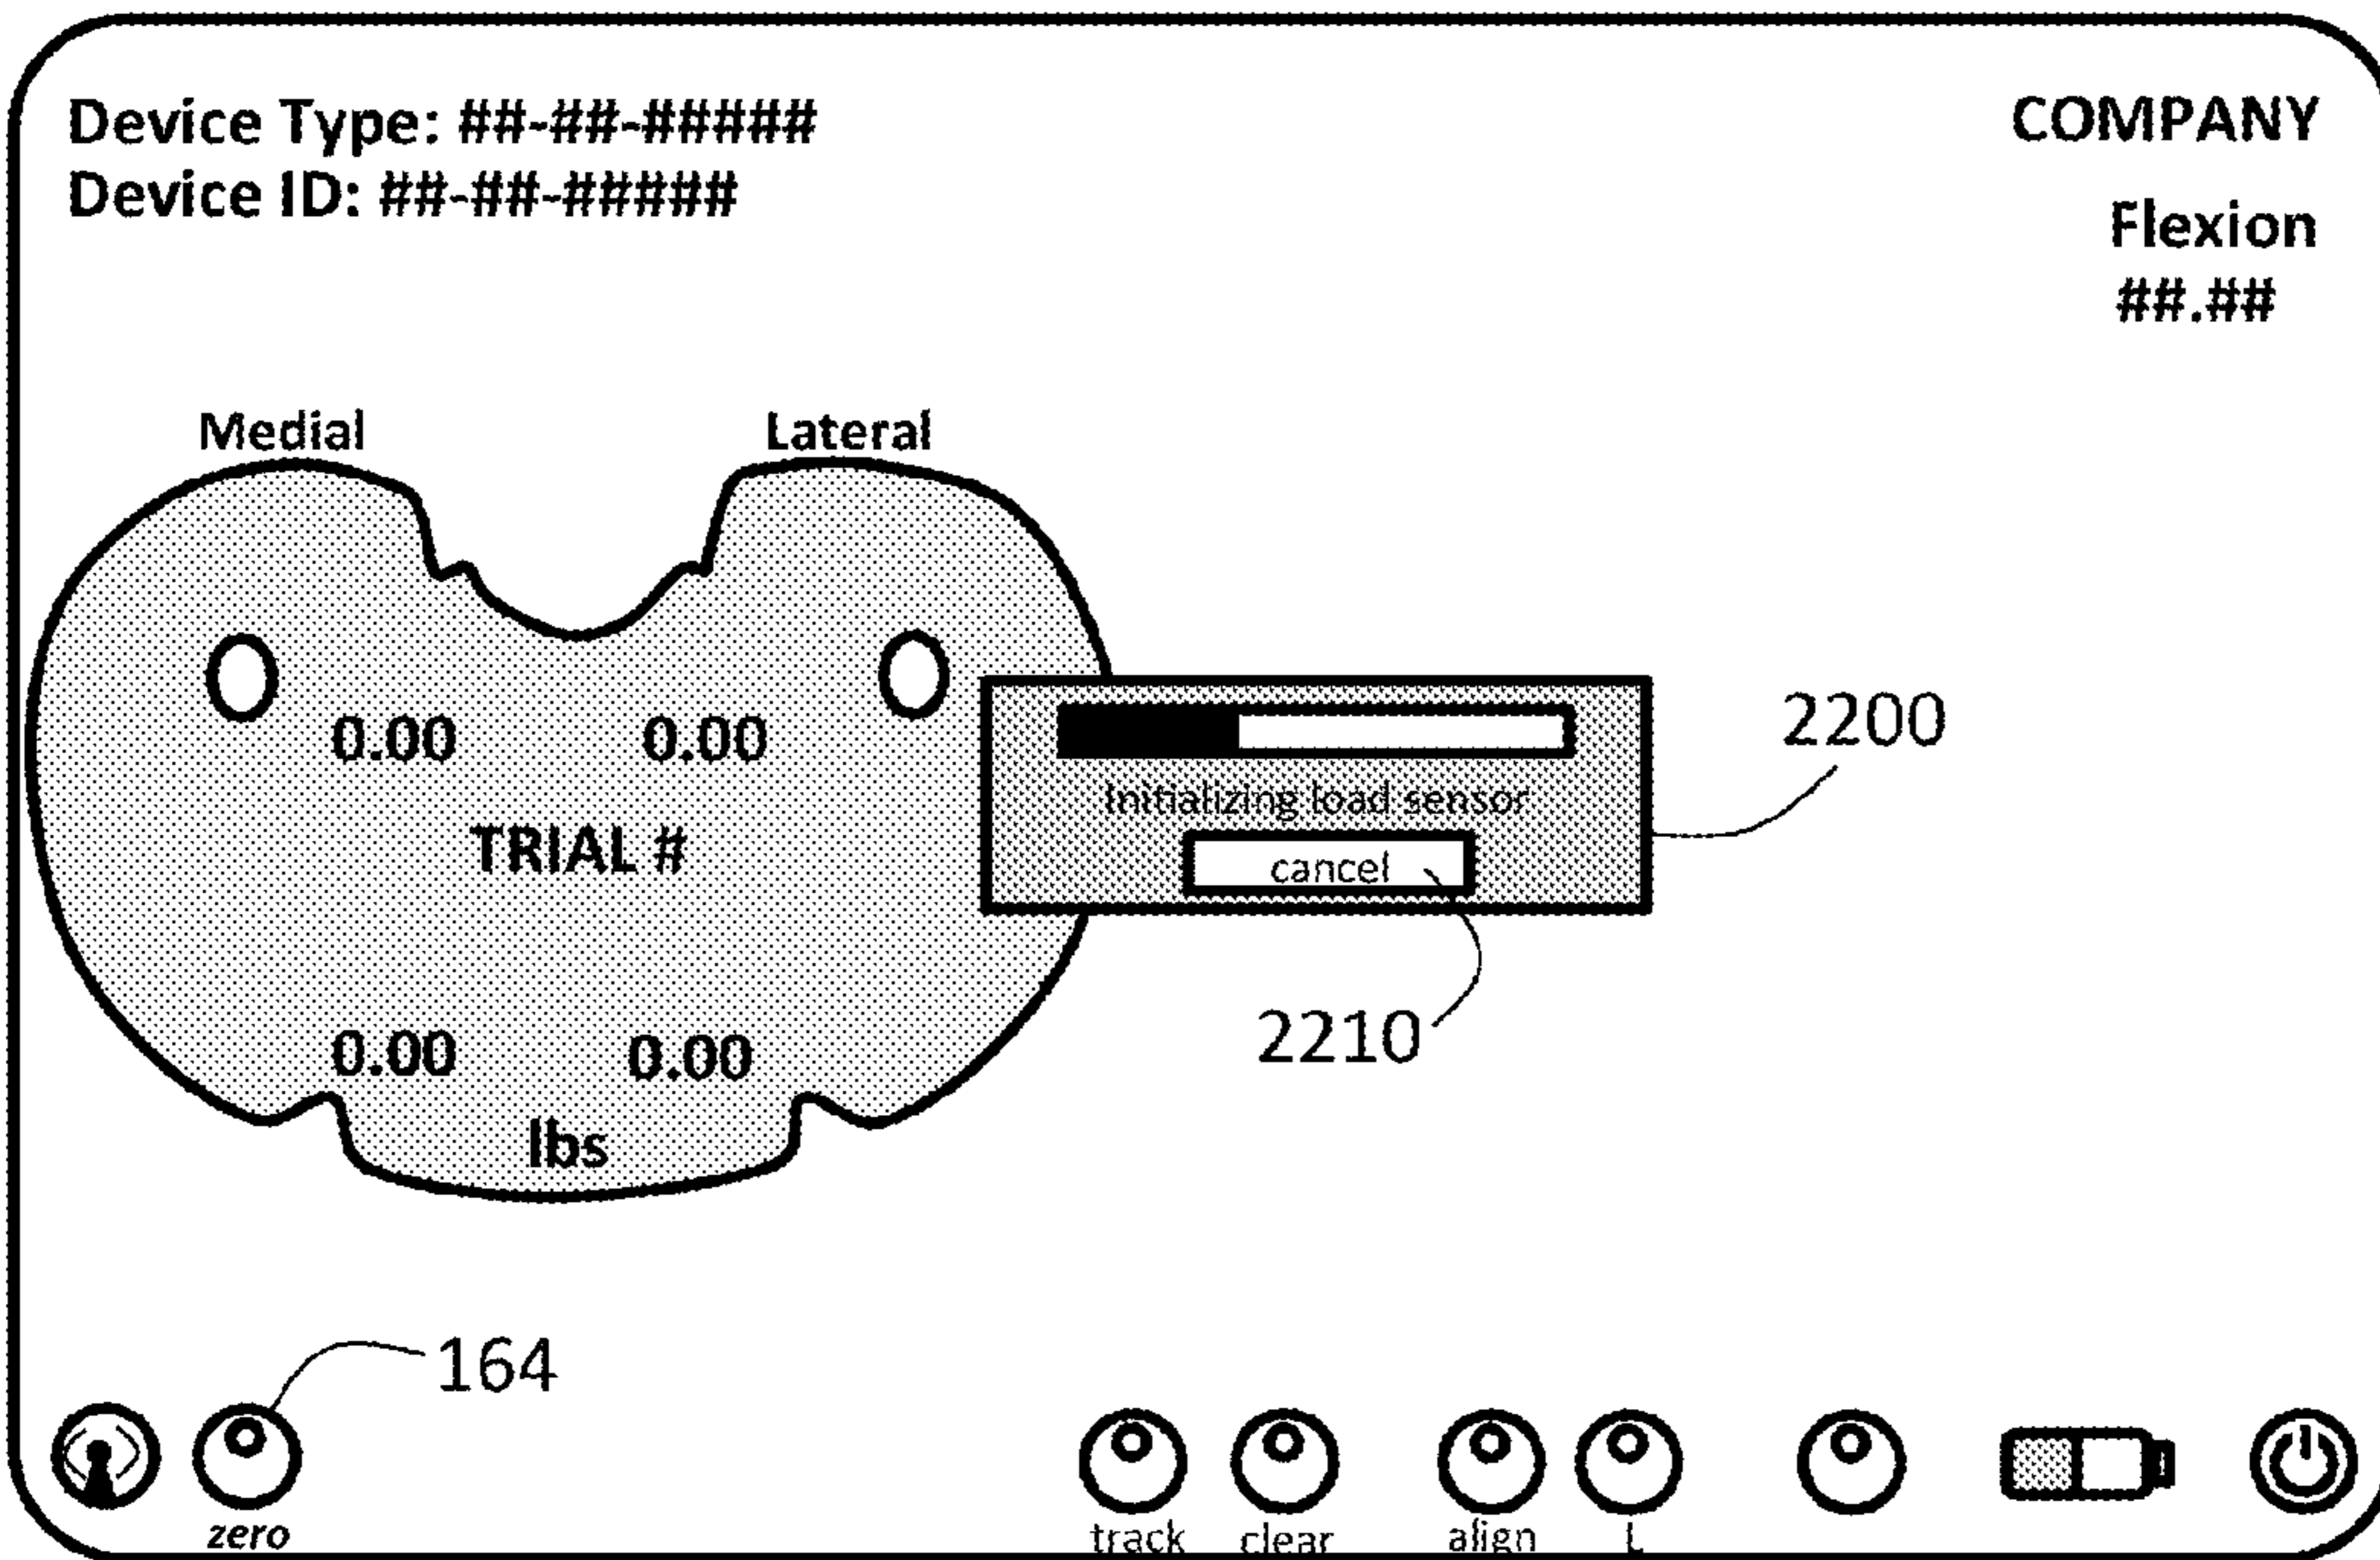 Device Type: ##-##-#####
COMPANY
Device ID: ##-##-#####
Flexion
##.##
Medial
Lateral
0.00 0.00
2200
Initializing load sensor
TRIAL #
cancel
2210
0.00 0.00
lbs
164
zero
track
clear
align
L